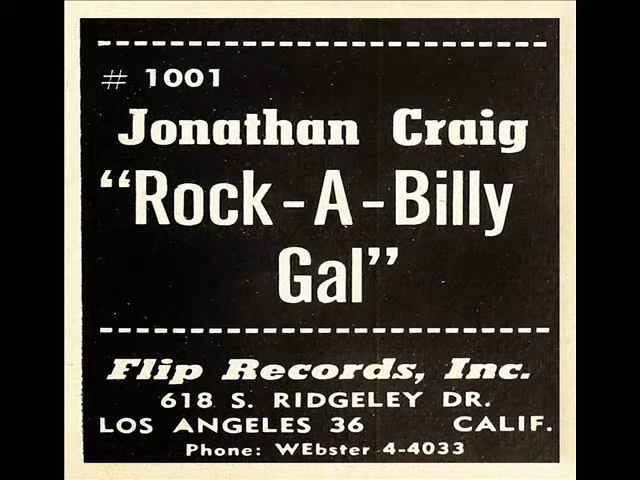 # 1001
Jonathan Craig
“Rock-A-Billy
Gal”
Flip Records, Inc.
618 S. RIDGELEY DR.
LOS ANGELES 36 CALIF.
Phone: WEbster 4-4033